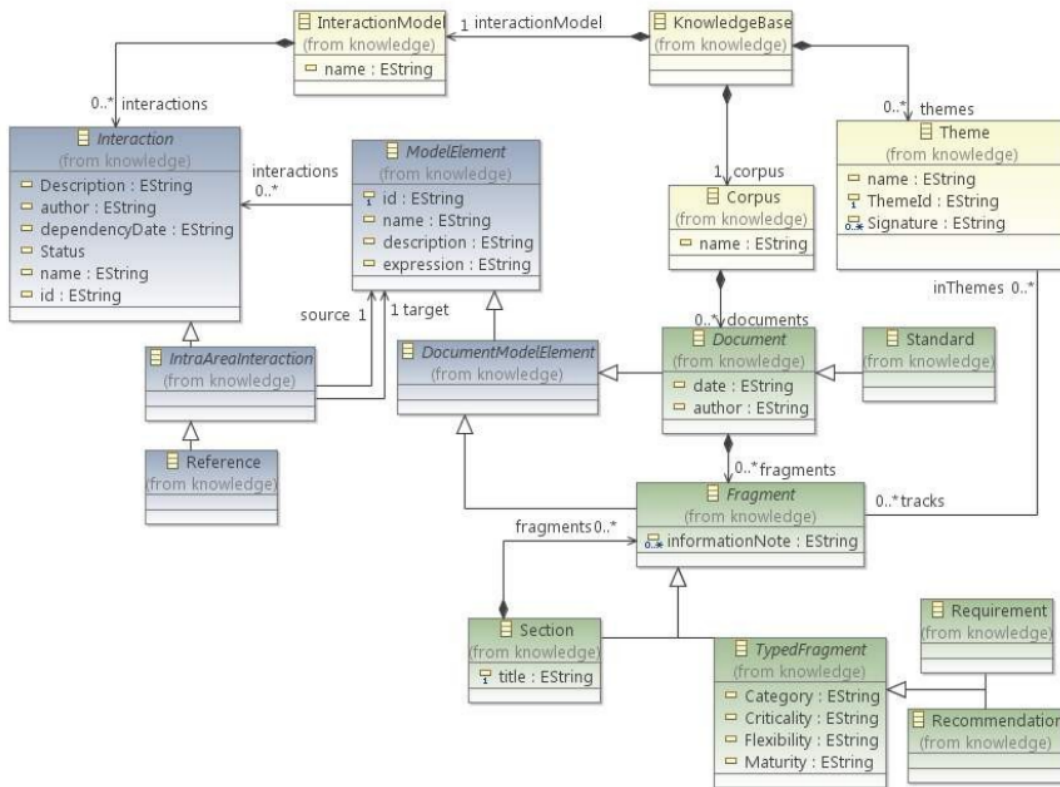 InteractionModel
(from knowledge)
name : EString
1 interactionModel
KnowledgeBase
(from knowledge)
0..* interactions
0..* themes
Interaction
(from knowledge)
Description : EString
author : EString
dependencyDate : EString
Status
name : EString
id : EString
interactions
0..*
ModelElement
(from knowledge)
id : EString
name : EString
description : EString
expression : EString
1 corpus
Corpus
(from knowledge)
name : EString
Theme
(from knowledge)
name : EString
ThemeId : EString
Signature : EString
source 1
1 target
0..* documents
inThemes 0..*
IntraAreaInteraction
(from knowledge)
DocumentModelElement
(from knowledge)
Document
(from knowledge)
date : EString
author : EString
Standard
(from knowledge)
Reference
(from knowledge)
0..* fragments
Fragment
(from knowledge)
informationNote : EString
0..* tracks
fragments 0..*
Section
(from knowledge)
title : EString
TypedFragment
(from knowledge)
Category : EString
Criticality : EString
Flexibility : EString
Maturity : EString
Requirement
(from knowledge)
Recommendation
(from knowledge)